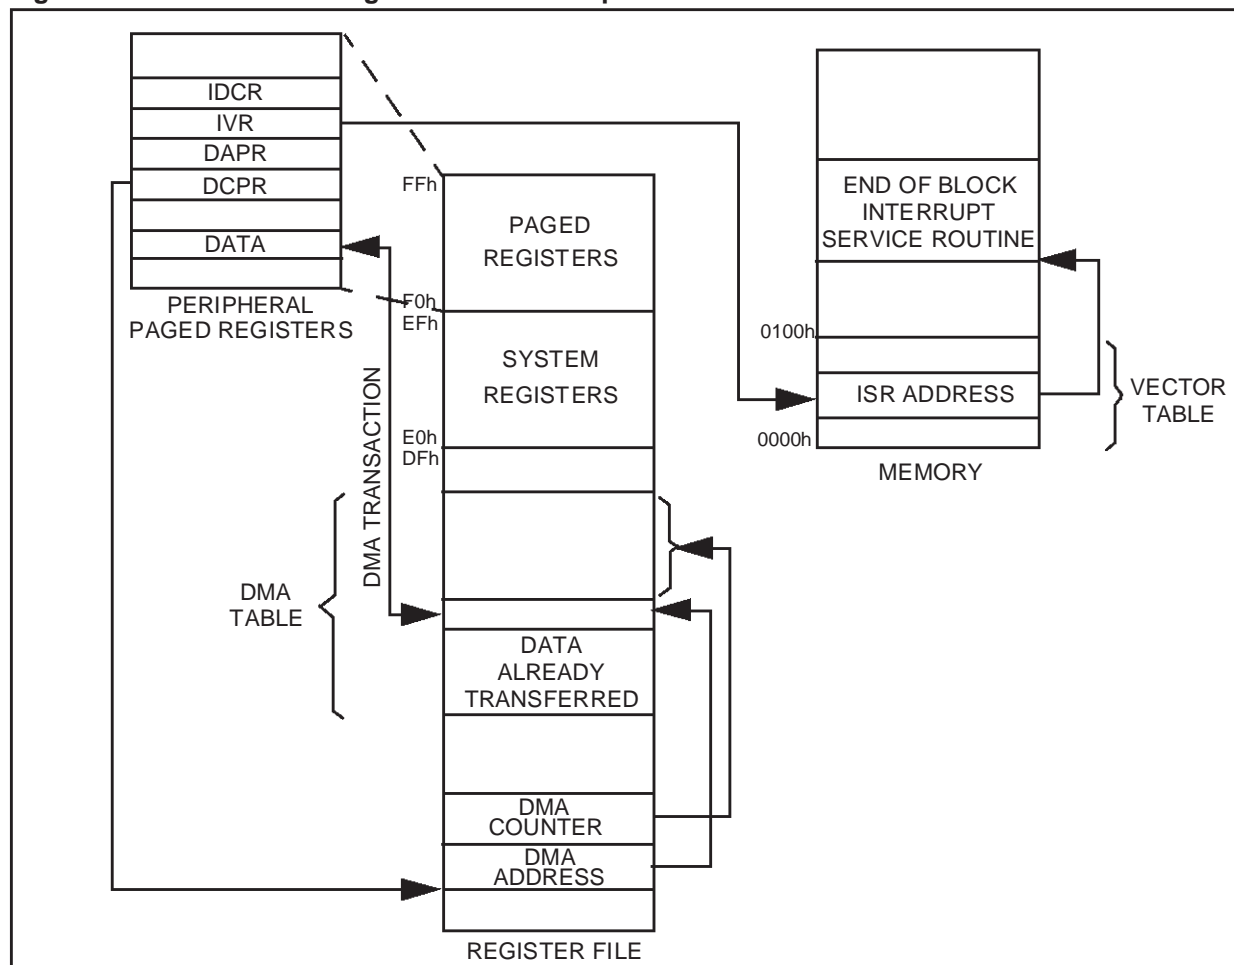 IDCR
IVR
DAPR
DCPR
DATA
PERIPHERAL
PAGED REGISTERS
FFh
PAGED
REGISTERS
F0h
EFh
SYSTEM
REGISTERS
E0h
DFh
DMA TRANSACTION
DMA
TABLE
DATA
ALREADY
TRANSFERRED
DMA
COUNTER
DMA
ADDRESS
REGISTER FILE
END OF BLOCK
INTERRUPT
SERVICE ROUTINE
0100h
ISR ADDRESS
0000h
VECTOR
TABLE
MEMORY